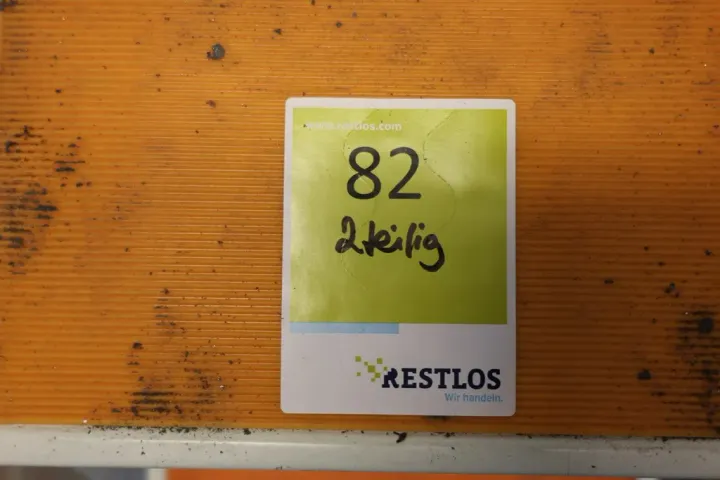 www.restlos.com
82
2teilig
RESTLOS
Wir handeln.